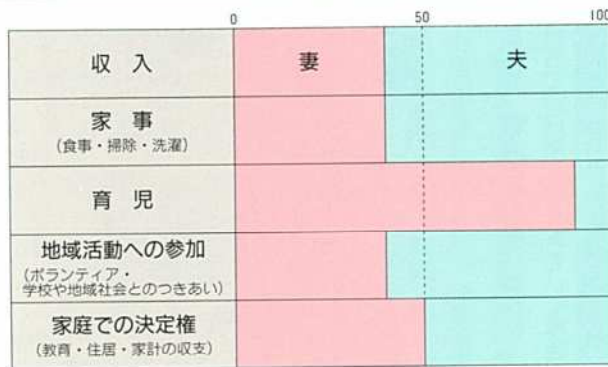 0 50 100
収 入 妻 夫
家 事
(食事・掃除・洗濯)
育 児
地域活動への参加
(ボランティア・
学校や地域社会とのつきあい)
家庭での決定権
(教育・住居・家計の収支)